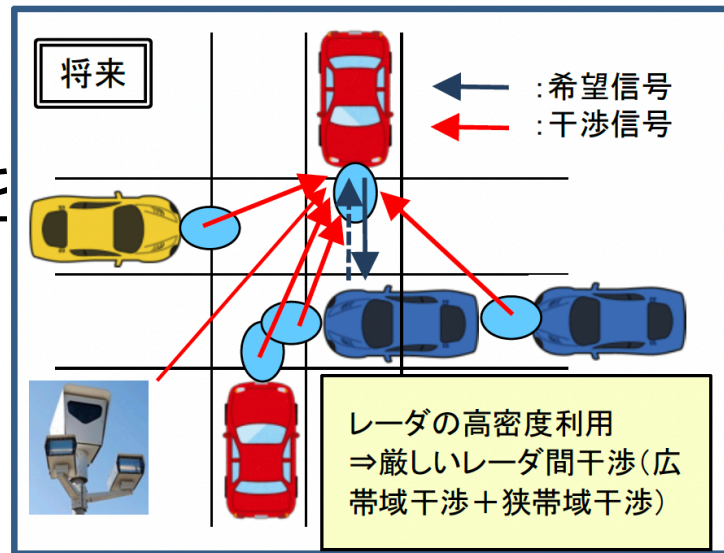 将来
:希望信号
:干渉信号
レーダの高密度利用
⇒厳しいレーダ間干渉(広
帯域干渉+狭帯域干渉)